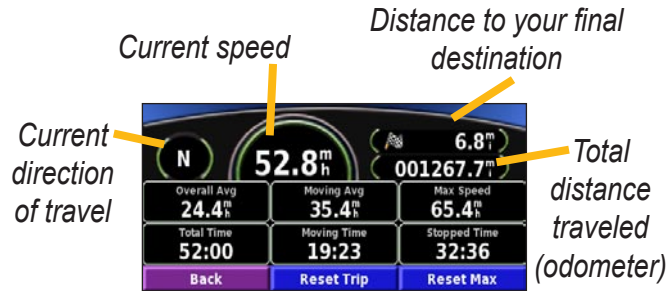 Distance to your final
destination
Current speed
Current
direction
of travel
N
52.8 m/h
6.8 mi
001267.7 mi
Total
distance
traveled
(odometer)
Overall Avg
24.4 m/h
Moving Avg
35.4 m/h
Max Speed
65.4 m/h
Total Time
52:00
Moving Time
19:23
Stopped Time
32:36
Back
Reset Trip
Reset Max